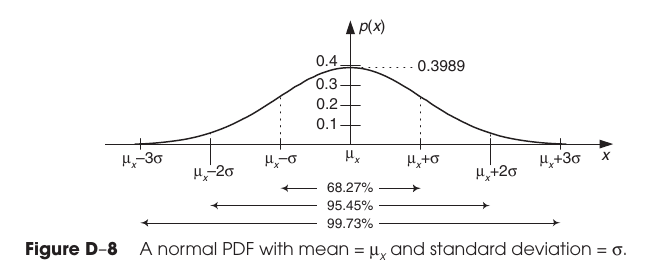 p(x)
0.4
0.3989
0.3
0.2
0.1
μₓ–3σ
μₓ–2σ
μₓ–σ
μₓ
μₓ+σ
μₓ+2σ
μₓ+3σ
x
68.27%
95.45%
99.73%
Figure D–8 A normal PDF with mean = μₓ and standard deviation = σ.